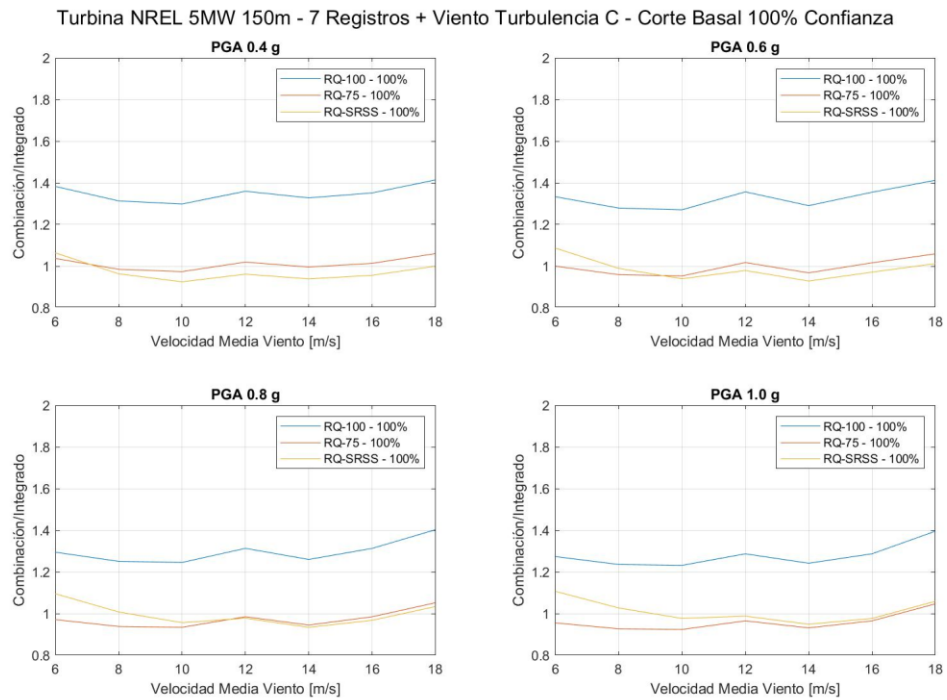 Turbina NREL 5MW 150m - 7 Registros + Viento Turbulencia C - Corte Basal 100% Confianza
PGA 0.4 g
RQ-100 - 100%
RQ-75 - 100%
RQ-SRSS - 100%
Combinación/Integrado
2
1.8
1.6
1.4
1.2
1
0.8
6 8 10 12 14 16 18
Velocidad Media Viento [m/s]
PGA 0.6 g
RQ-100 - 100%
RQ-75 - 100%
RQ-SRSS - 100%
Combinación/Integrado
2
1.8
1.6
1.4
1.2
1
0.8
6 8 10 12 14 16 18
Velocidad Media Viento [m/s]
PGA 0.8 g
RQ-100 - 100%
RQ-75 - 100%
RQ-SRSS - 100%
Combinación/Integrado
2
1.8
1.6
1.4
1.2
1
0.8
6 8 10 12 14 16 18
Velocidad Media Viento [m/s]
PGA 1.0 g
RQ-100 - 100%
RQ-75 - 100%
RQ-SRSS - 100%
Combinación/Integrado
2
1.8
1.6
1.4
1.2
1
0.8
6 8 10 12 14 16 18
Velocidad Media Viento [m/s]